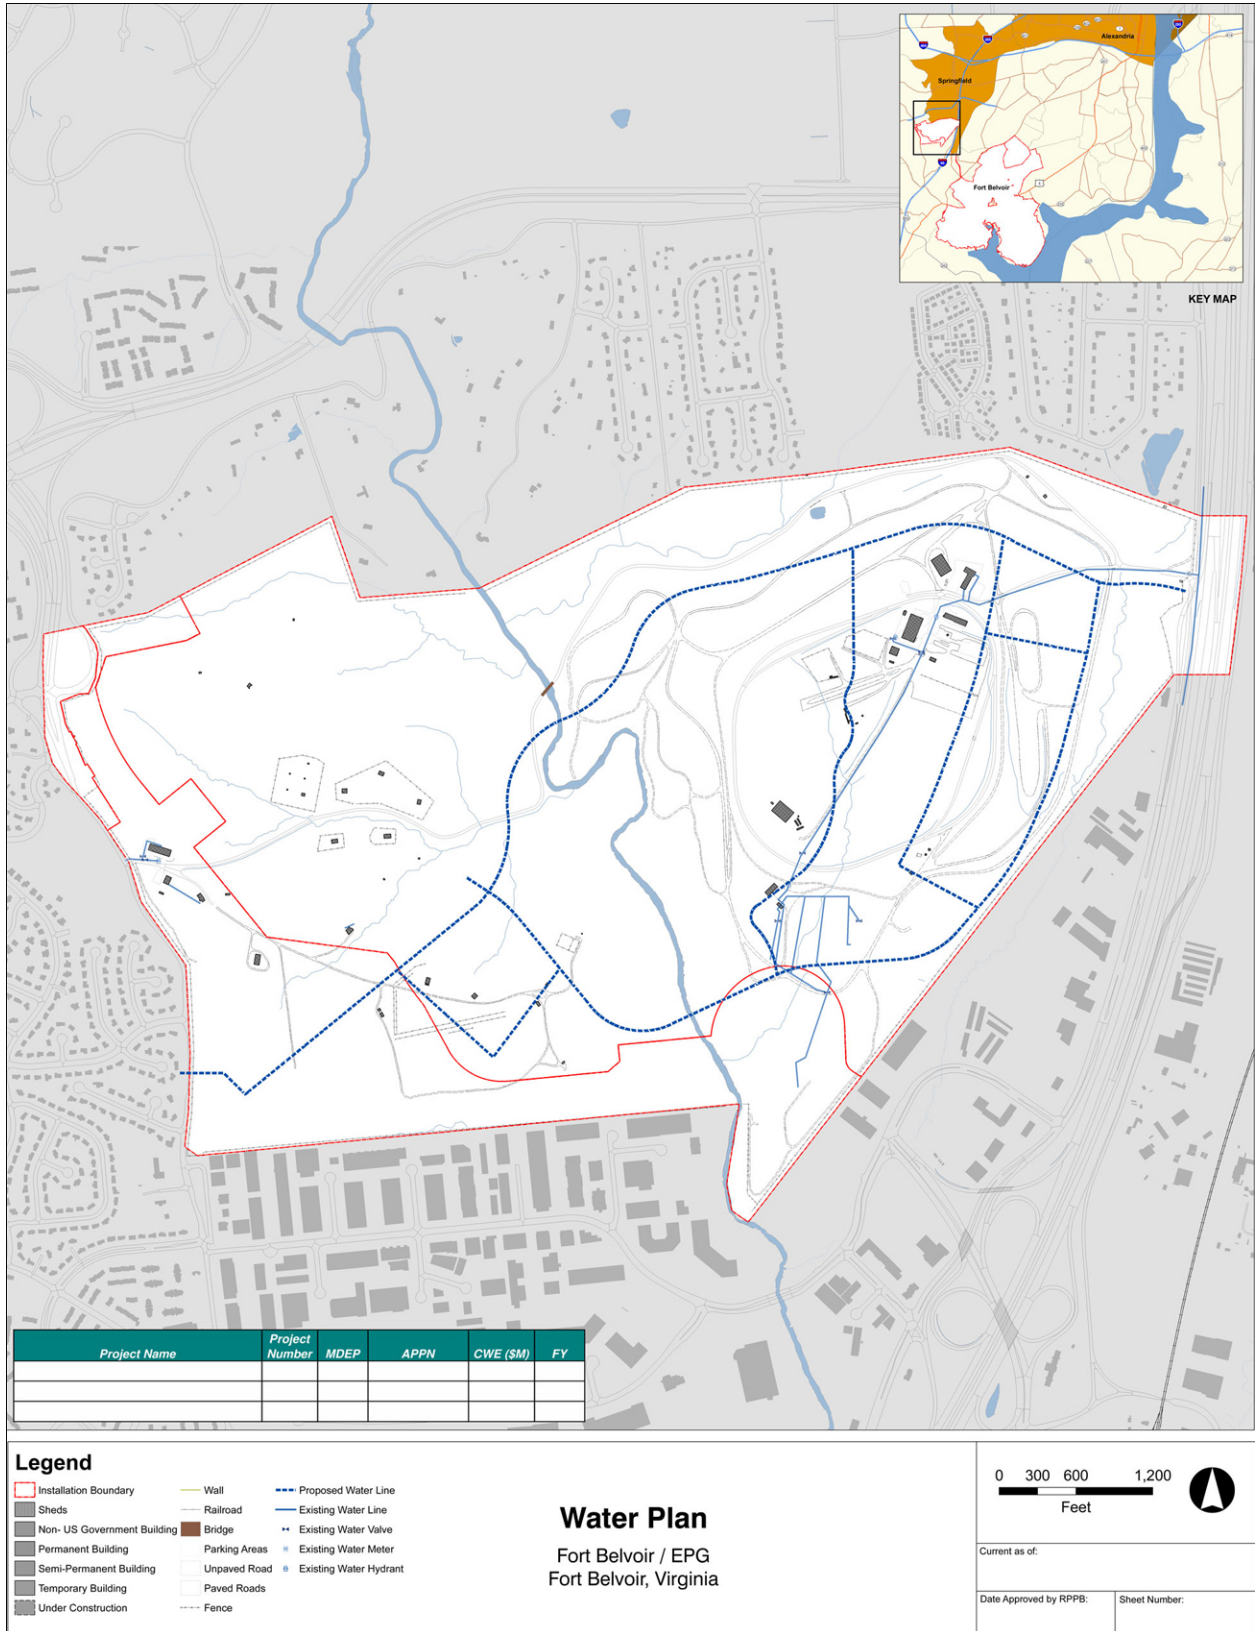 Alexandria
Springfield
Fort Belvoir
KEY MAP
Project Name
Project Number
MDEP
APPN
CWE ($M)
FY
Legend
Installation Boundary
Sheds
Non- US Government Building
Permanent Building
Semi-Permanent Building
Temporary Building
Under Construction
Wall
Railroad
Bridge
Parking Areas
Unpaved Road
Paved Roads
Fence
Proposed Water Line
Existing Water Line
Existing Water Valve
Existing Water Meter
Existing Water Hydrant
Water Plan
Fort Belvoir / EPG
Fort Belvoir, Virginia
0 300 600 1,200
Feet
Current as of:
Date Approved by RPPB:
Sheet Number: